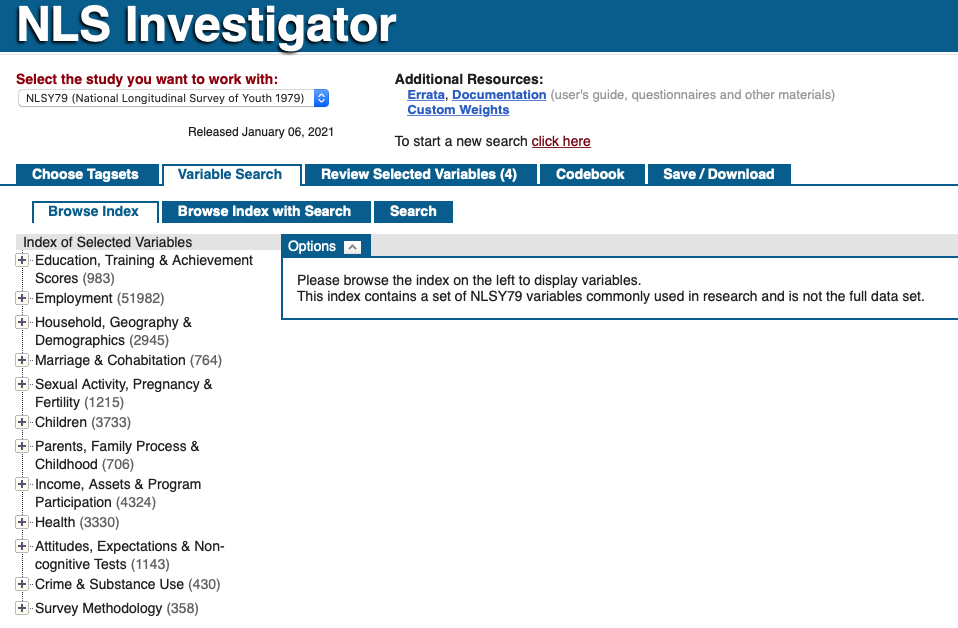 NLS Investigator
Select the study you want to work with:
NLSY79 (National Longitudinal Survey of Youth 1979)
Released January 06, 2021
Additional Resources:
Errata, Documentation (user's guide, questionnaires and other materials)
Custom Weights
To start a new search click here
Choose Tagsets Variable Search Review Selected Variables (4) Codebook Save / Download
Browse Index Browse Index with Search Search
Index of Selected Variables
Education, Training & Achievement
Scores (983)
Employment (51982)
Household, Geography &
Demographics (2945)
Marriage & Cohabitation (764)
Sexual Activity, Pregnancy &
Fertility (1215)
Children (3733)
Parents, Family Process &
Childhood (706)
Income, Assets & Program
Participation (4324)
Health (3330)
Attitudes, Expectations & Non-
cognitive Tests (1143)
Crime & Substance Use (430)
Survey Methodology (358)
Options
Please browse the index on the left to display variables.
This index contains a set of NLSY79 variables commonly used in research and is not the full data set.